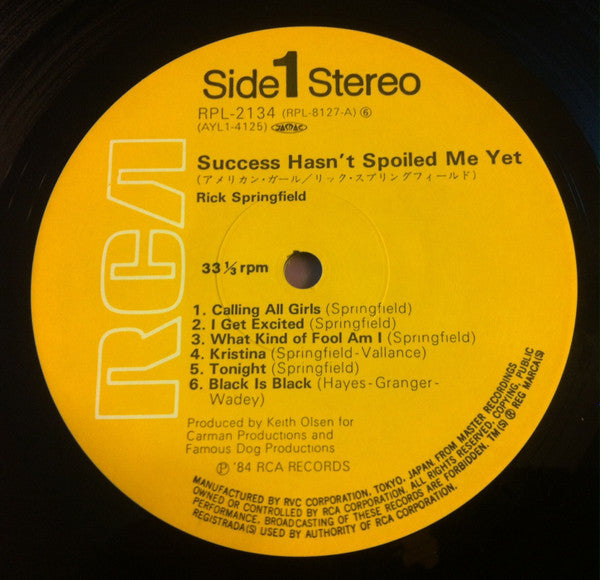 Side 1 Stereo
RPL-2134 (RPL-8127-A) ⑥
(AYL1-4125) JASRAC
Success Hasn't Spoiled Me Yet
(アメリカン・ガール／リック・スプリングフィールド)
Rick Springfield
RCA
33 ⅓ rpm
1. Calling All Girls (Springfield)
2. I Get Excited (Springfield)
3. What Kind of Fool Am I (Springfield)
4. Kristina (Springfield-Vallance)
5. Tonight (Springfield)
6. Black Is Black (Hayes-Granger-
Wadey)
Produced by Keith Olsen for
Carman Productions and
Famous Dog Productions
Ⓟ '84 RCA RECORDS
MANUFACTURED BY RVC CORPORATION, TOKYO, JAPAN FROM MASTER RECORDINGS
OWNED OR CONTROLLED BY RCA CORPORATION. ALL RIGHTS RESERVED. COPYING, PUBLIC
PERFORMANCE, BROADCASTING OF THESE RECORDS ARE FORBIDDEN. TM(S) ® REG MARCA(S)
REGISTRADA(S) USED BY AUTHORITY OF RCA CORPORATION.